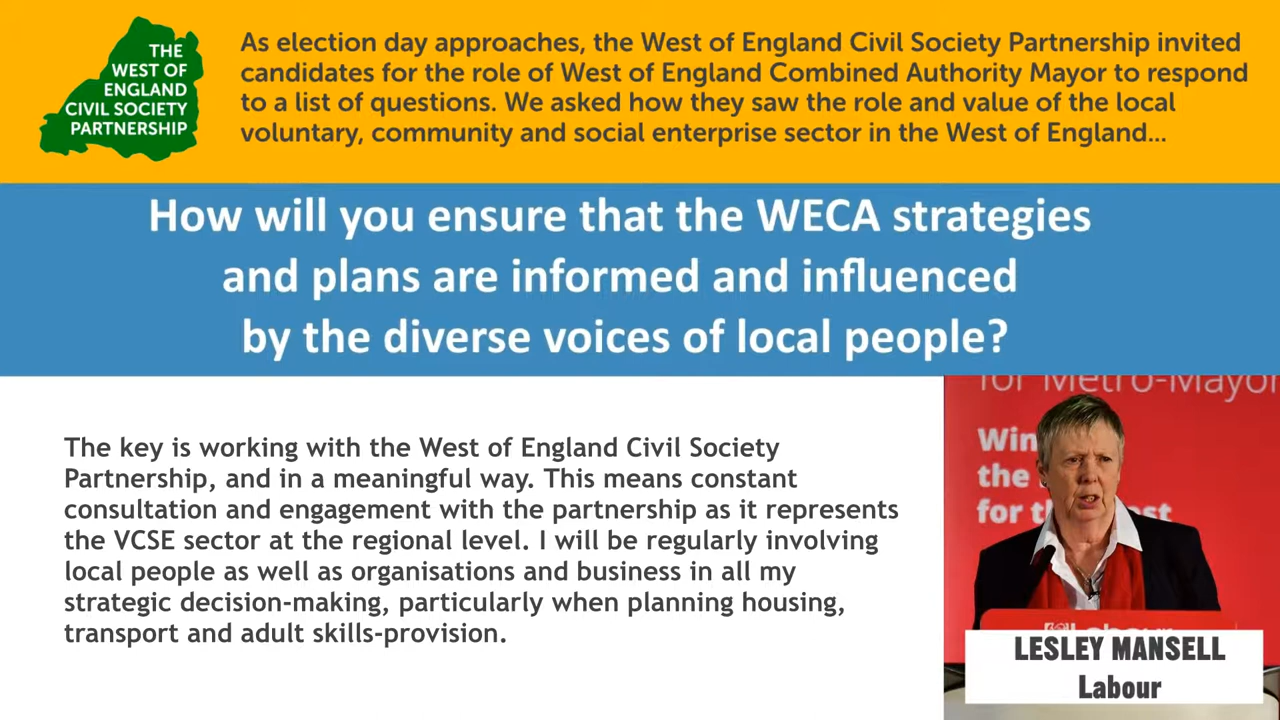 THE
WEST OF
ENGLAND
CIVIL SOCIETY
PARTNERSHIP
As election day approaches, the West of England Civil Society Partnership invited
candidates for the role of West of England Combined Authority Mayor to respond
to a list of questions. We asked how they saw the role and value of the local
voluntary, community and social enterprise sector in the West of England...
How will you ensure that the WECA strategies
and plans are informed and influenced
by the diverse voices of local people?
The key is working with the West of England Civil Society
Partnership, and in a meaningful way. This means constant
consultation and engagement with the partnership as it represents
the VCSE sector at the regional level. I will be regularly involving
local people as well as organisations and business in all my
strategic decision-making, particularly when planning housing,
transport and adult skills-provision.
for Metro-Mayor
the
for
LESLEY MANSELL
Labour